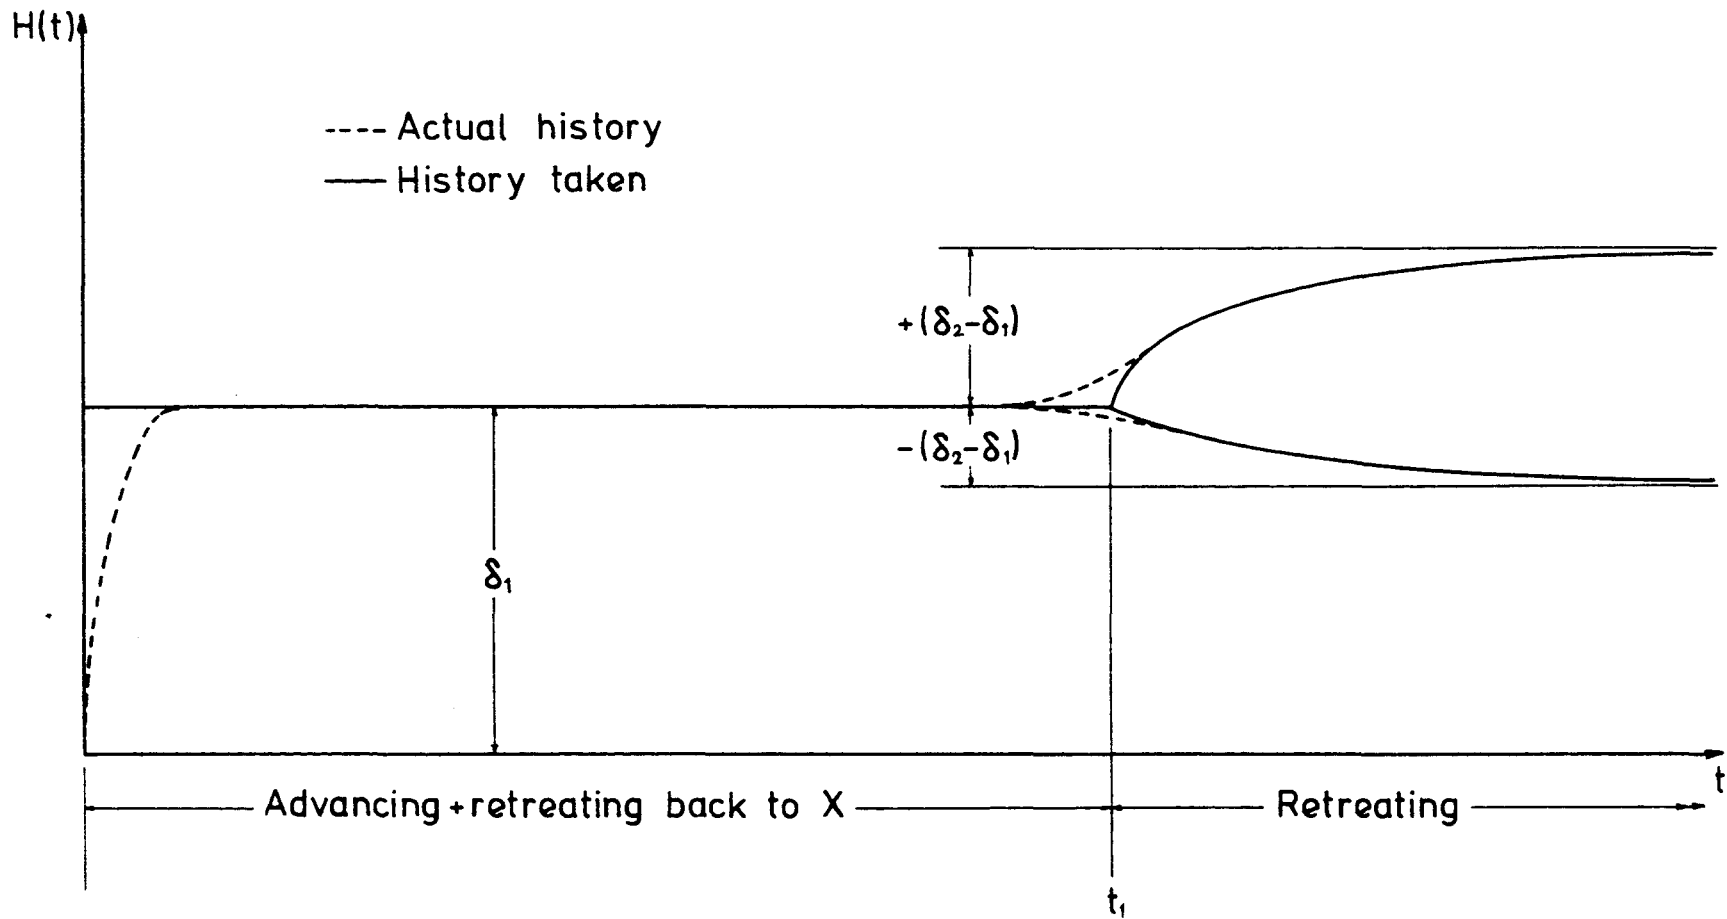 H(t)
---- Actual history
—— History taken
+(δ₂-δ₁)
-(δ₂-δ₁)
δ₁
t
Advancing + retreating back to X
Retreating
t₁